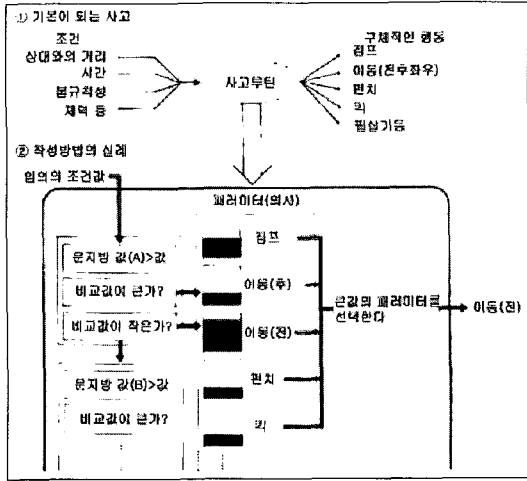 ① 기본이 되는 사고
조건
상대와의 거리
시간
불규칙성
체력 등
사고루틴
구체적인 행동
점프
이동(전후좌우)
펀치
킥
필살기등
② 작성방법의 실례
임의의 조건값
패러미터(의사)
문지방 값(A)>값
비교값이 큰가?
비교값이 작은가?
문지방 값(B)>값
비교값이 큰가?
점프
이동(후)
이동(전)
펀치
킥
큰값의 패러미터를
선택한다
이동(전)